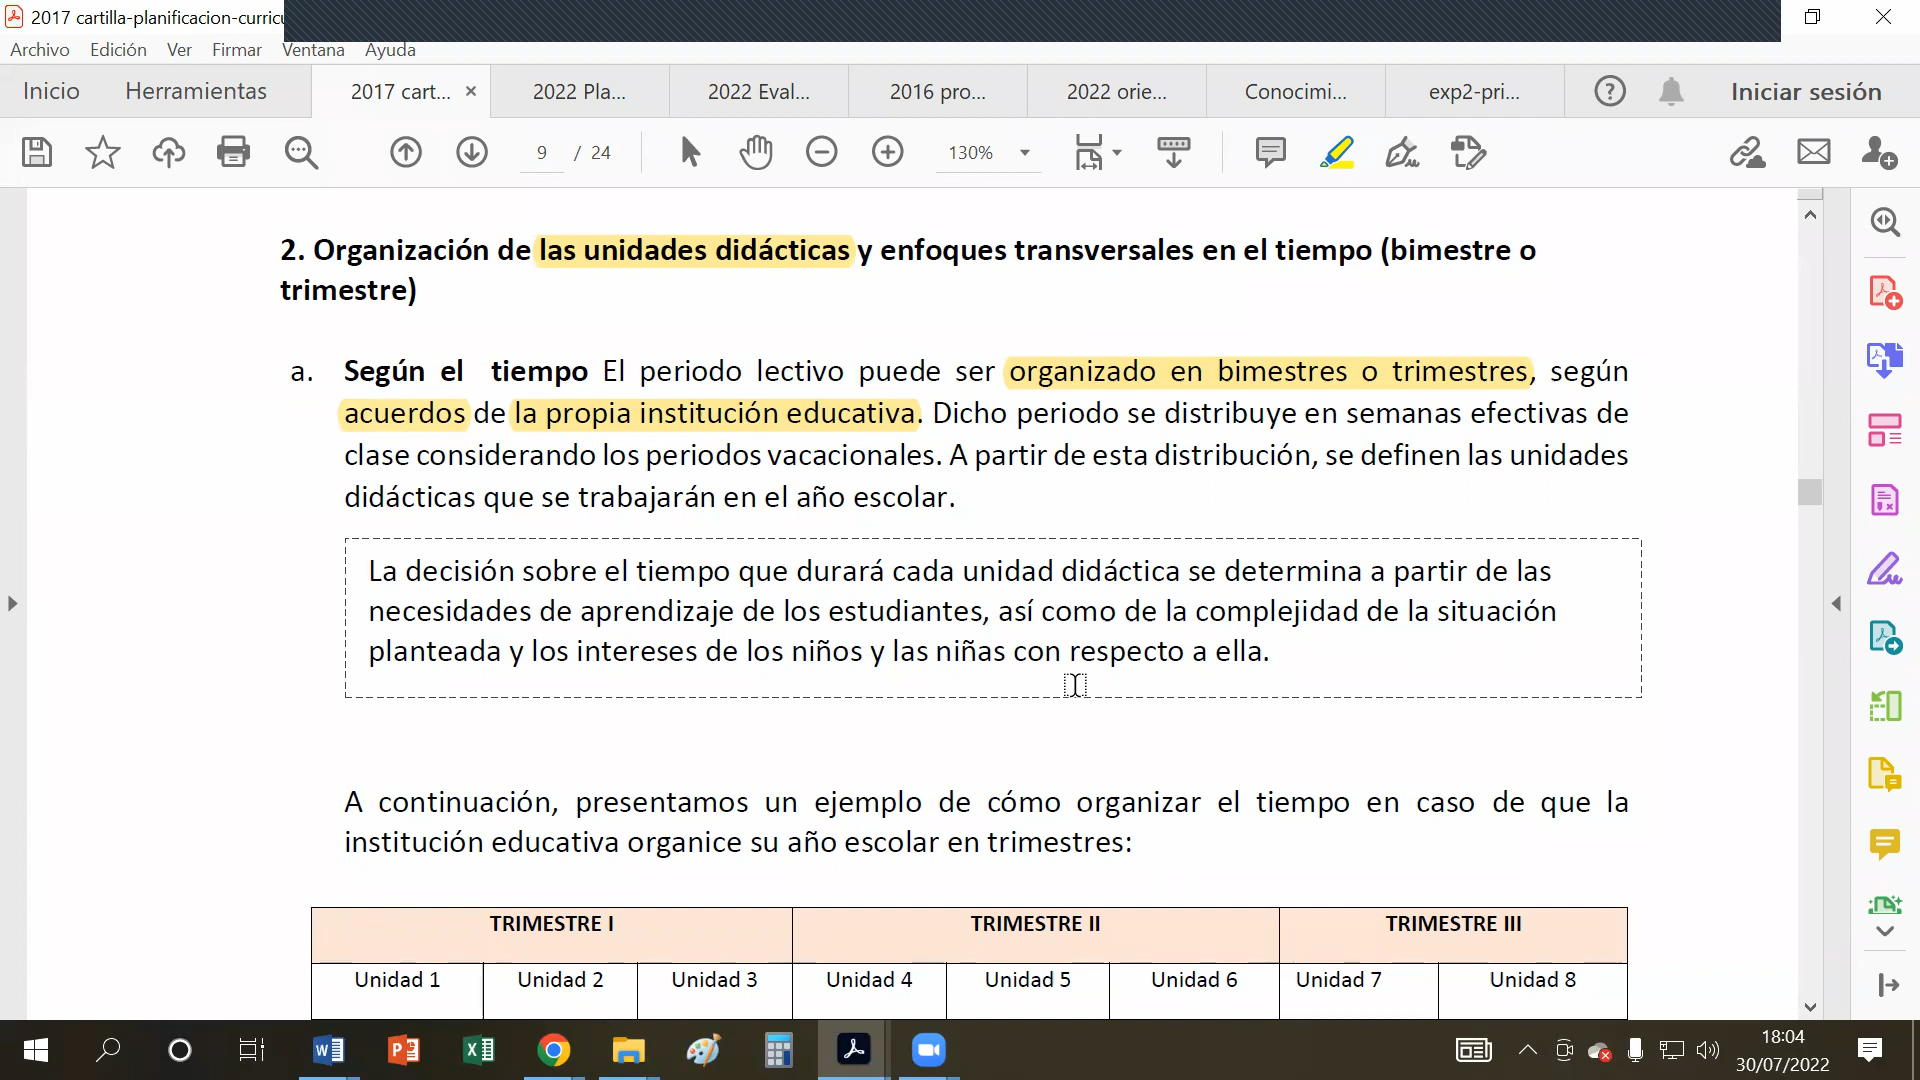 2017 cartilla-planificacion-curricu
Archivo Edición Ver Firmar Ventana Ayuda
Inicio Herramientas 2017 cart... × 2022 Pla... 2022 Eval... 2016 pro... 2022 orie... Conocimi... exp2-pri... Iniciar sesión
9 / 24 130%
2. Organización de las unidades didácticas y enfoques transversales en el tiempo (bimestre o
trimestre)
a. Según el tiempo El periodo lectivo puede ser organizado en bimestres o trimestres, según
acuerdos de la propia institución educativa. Dicho periodo se distribuye en semanas efectivas de
clase considerando los periodos vacacionales. A partir de esta distribución, se definen las unidades
didácticas que se trabajarán en el año escolar.
La decisión sobre el tiempo que durará cada unidad didáctica se determina a partir de las
necesidades de aprendizaje de los estudiantes, así como de la complejidad de la situación
planteada y los intereses de los niños y las niñas con respecto a ella.
A continuación, presentamos un ejemplo de cómo organizar el tiempo en caso de que la
institución educativa organice su año escolar en trimestres:
TRIMESTRE I TRIMESTRE II TRIMESTRE III
Unidad 1 Unidad 2 Unidad 3 Unidad 4 Unidad 5 Unidad 6 Unidad 7 Unidad 8
18:04
30/07/2022